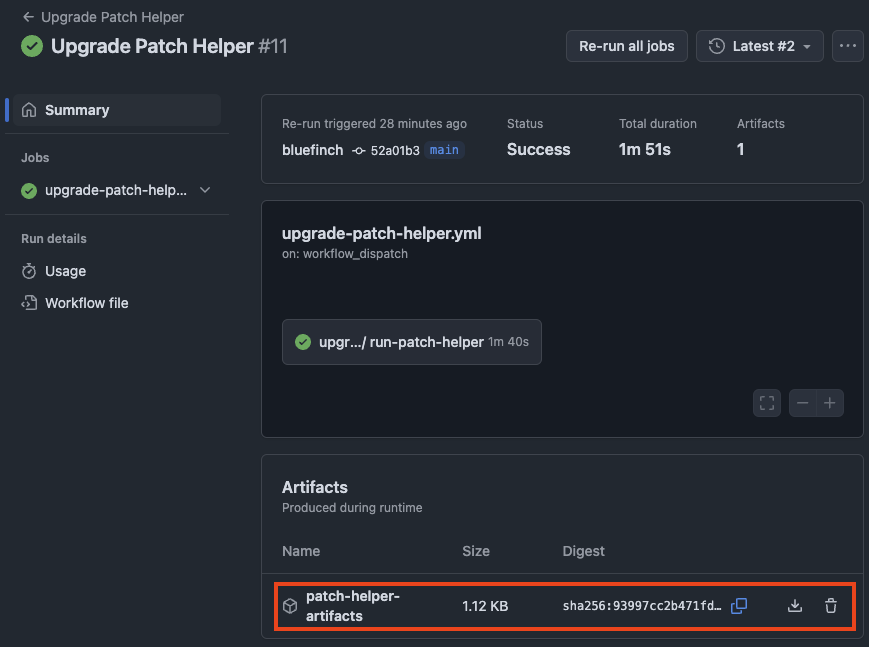 Upgrade Patch Helper
Upgrade Patch Helper #11
Re-run all jobs
Latest #2
Summary
Jobs
upgrade-patch-help...
Run details
Usage
Workflow file
Re-run triggered 28 minutes ago
bluefinch 52a01b3 main
Status
Success
Total duration
1m 51s
Artifacts
1
upgrade-patch-helper.yml
on: workflow_dispatch
upgr.../ run-patch-helper 1m 40s
Artifacts
Produced during runtime
Name Size Digest
patch-helper-
artifacts
1.12 KB
sha256:93997cc2b471fd...